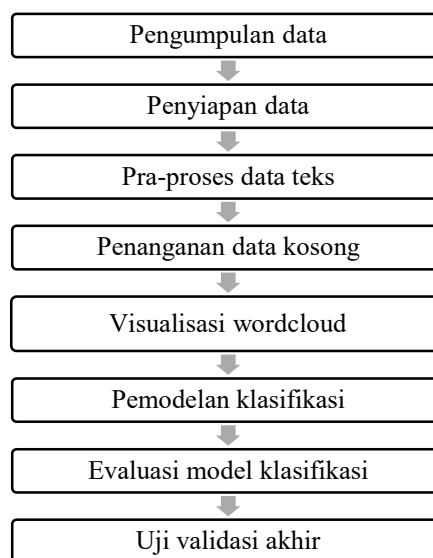 Pengumpulan data
Penyiapan data
Pra-proses data teks
Penanganan data kosong
Visualisasi wordcloud
Pemodelan klasifikasi
Evaluasi model klasifikasi
Uji validasi akhir